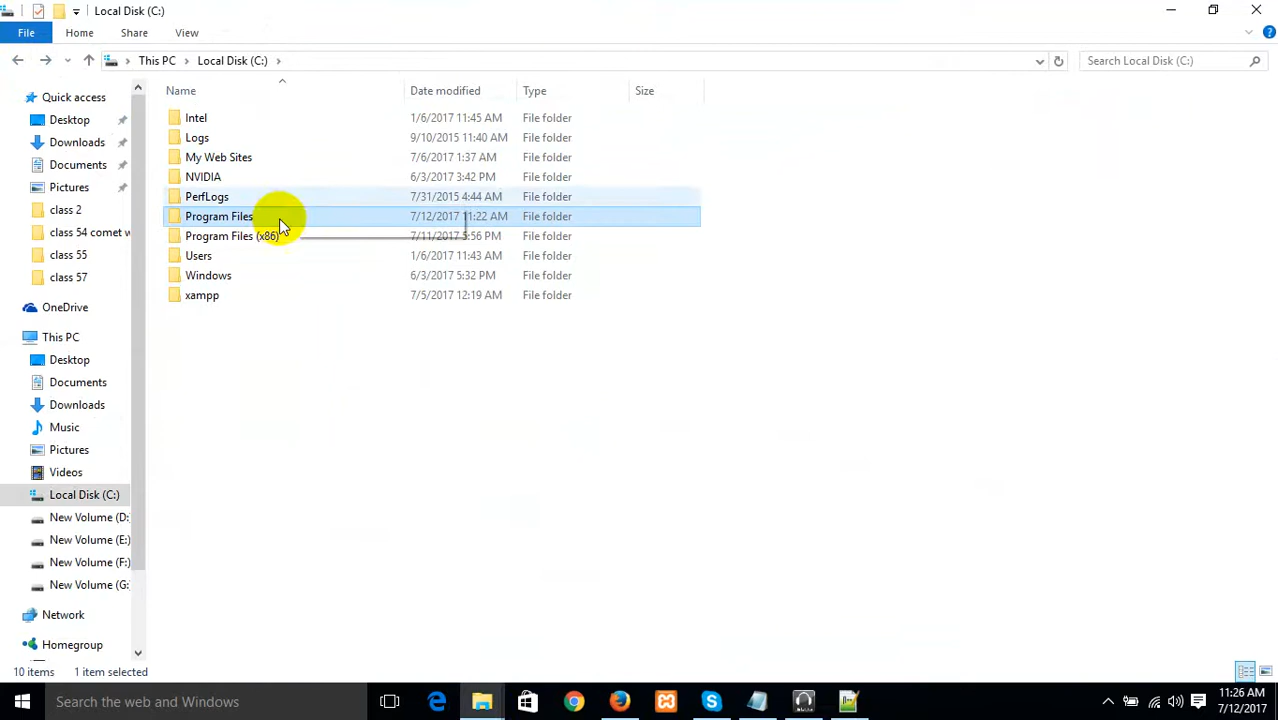 Local Disk (C:)
File Home Share View
This PC Local Disk (C:) Search Local Disk (C:)
Name Date modified Type Size
Quick access
Desktop
Downloads
Documents
Pictures
class 2
class 54 comet w
class 55
class 57
OneDrive
This PC
Desktop
Documents
Downloads
Music
Pictures
Videos
Local Disk (C:)
New Volume (D:
New Volume (E:)
New Volume (F:)
New Volume (G:
Network
Homegroup
Intel 1/6/2017 11:45 AM File folder
Logs 9/10/2015 11:40 AM File folder
My Web Sites 7/6/2017 1:37 AM File folder
NVIDIA 6/3/2017 3:42 PM File folder
PerfLogs 7/31/2015 4:44 AM File folder
Program Files 7/12/2017 11:22 AM File folder
Program Files (x86) 7/11/2017 5:56 PM File folder
Users 1/6/2017 11:43 AM File folder
Windows 6/3/2017 5:32 PM File folder
xampp 7/5/2017 12:19 AM File folder
10 items 1 item selected
Search the web and Windows
11:26 AM
7/12/2017